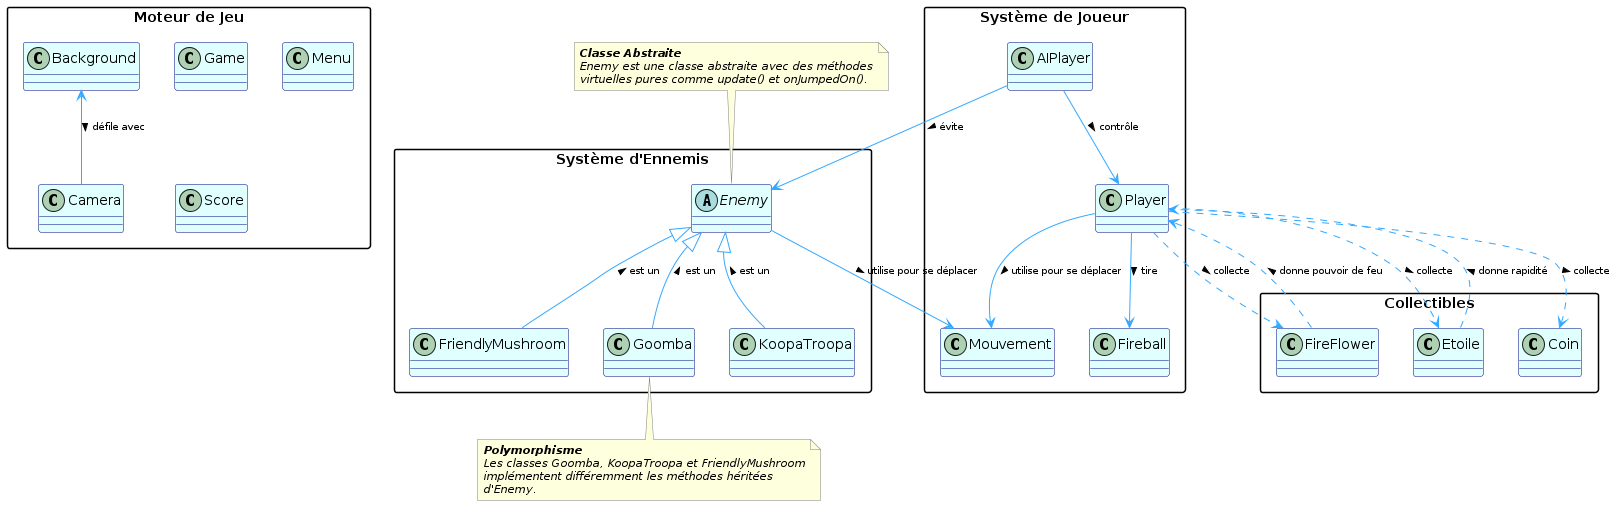 Moteur de Jeu
C Background
C Game
C Menu
défile avec
C Camera
C Score
Classe Abstraite
Enemy est une classe abstraite avec des méthodes
virtuelles pures comme update() et onJumpedOn().
Système d'Ennemis
A Enemy
est un
est un
est un
utilise pour se déplacer
C FriendlyMushroom
C Goomba
C KoopaTroopa
Polymorphisme
Les classes Goomba, KoopaTroopa et FriendlyMushroom
implémentent différemment les méthodes héritées
d'Enemy.
Système de Joueur
C AIPlayer
évite
contrôle
C Player
utilise pour se déplacer
tire
collecte
donne pouvoir de feu
collecte
donne rapidité
collecte
C Mouvement
C Fireball
Collectibles
C FireFlower
C Etoile
C Coin